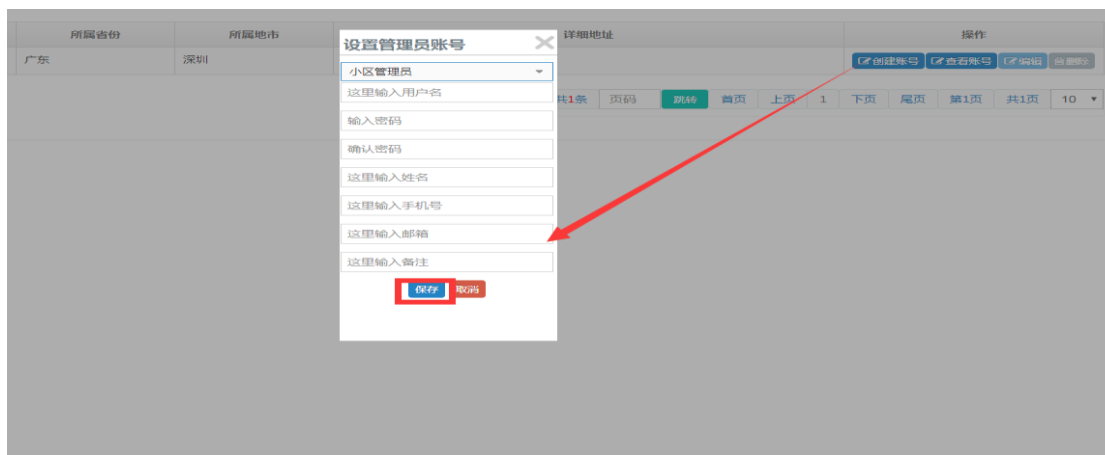 所属省份 所属地市 详细地址 操作
设置管理员账号
广东 深圳 创建账号 查看账号 编辑 删除
小区管理员
这里输入用户名
共1条 页码 跳转 首页 上页 1 下页 尾页 第1页 共1页 10
输入密码
确认密码
这里输入姓名
这里输入手机号
这里输入邮箱
这里输入备注
保存 取消